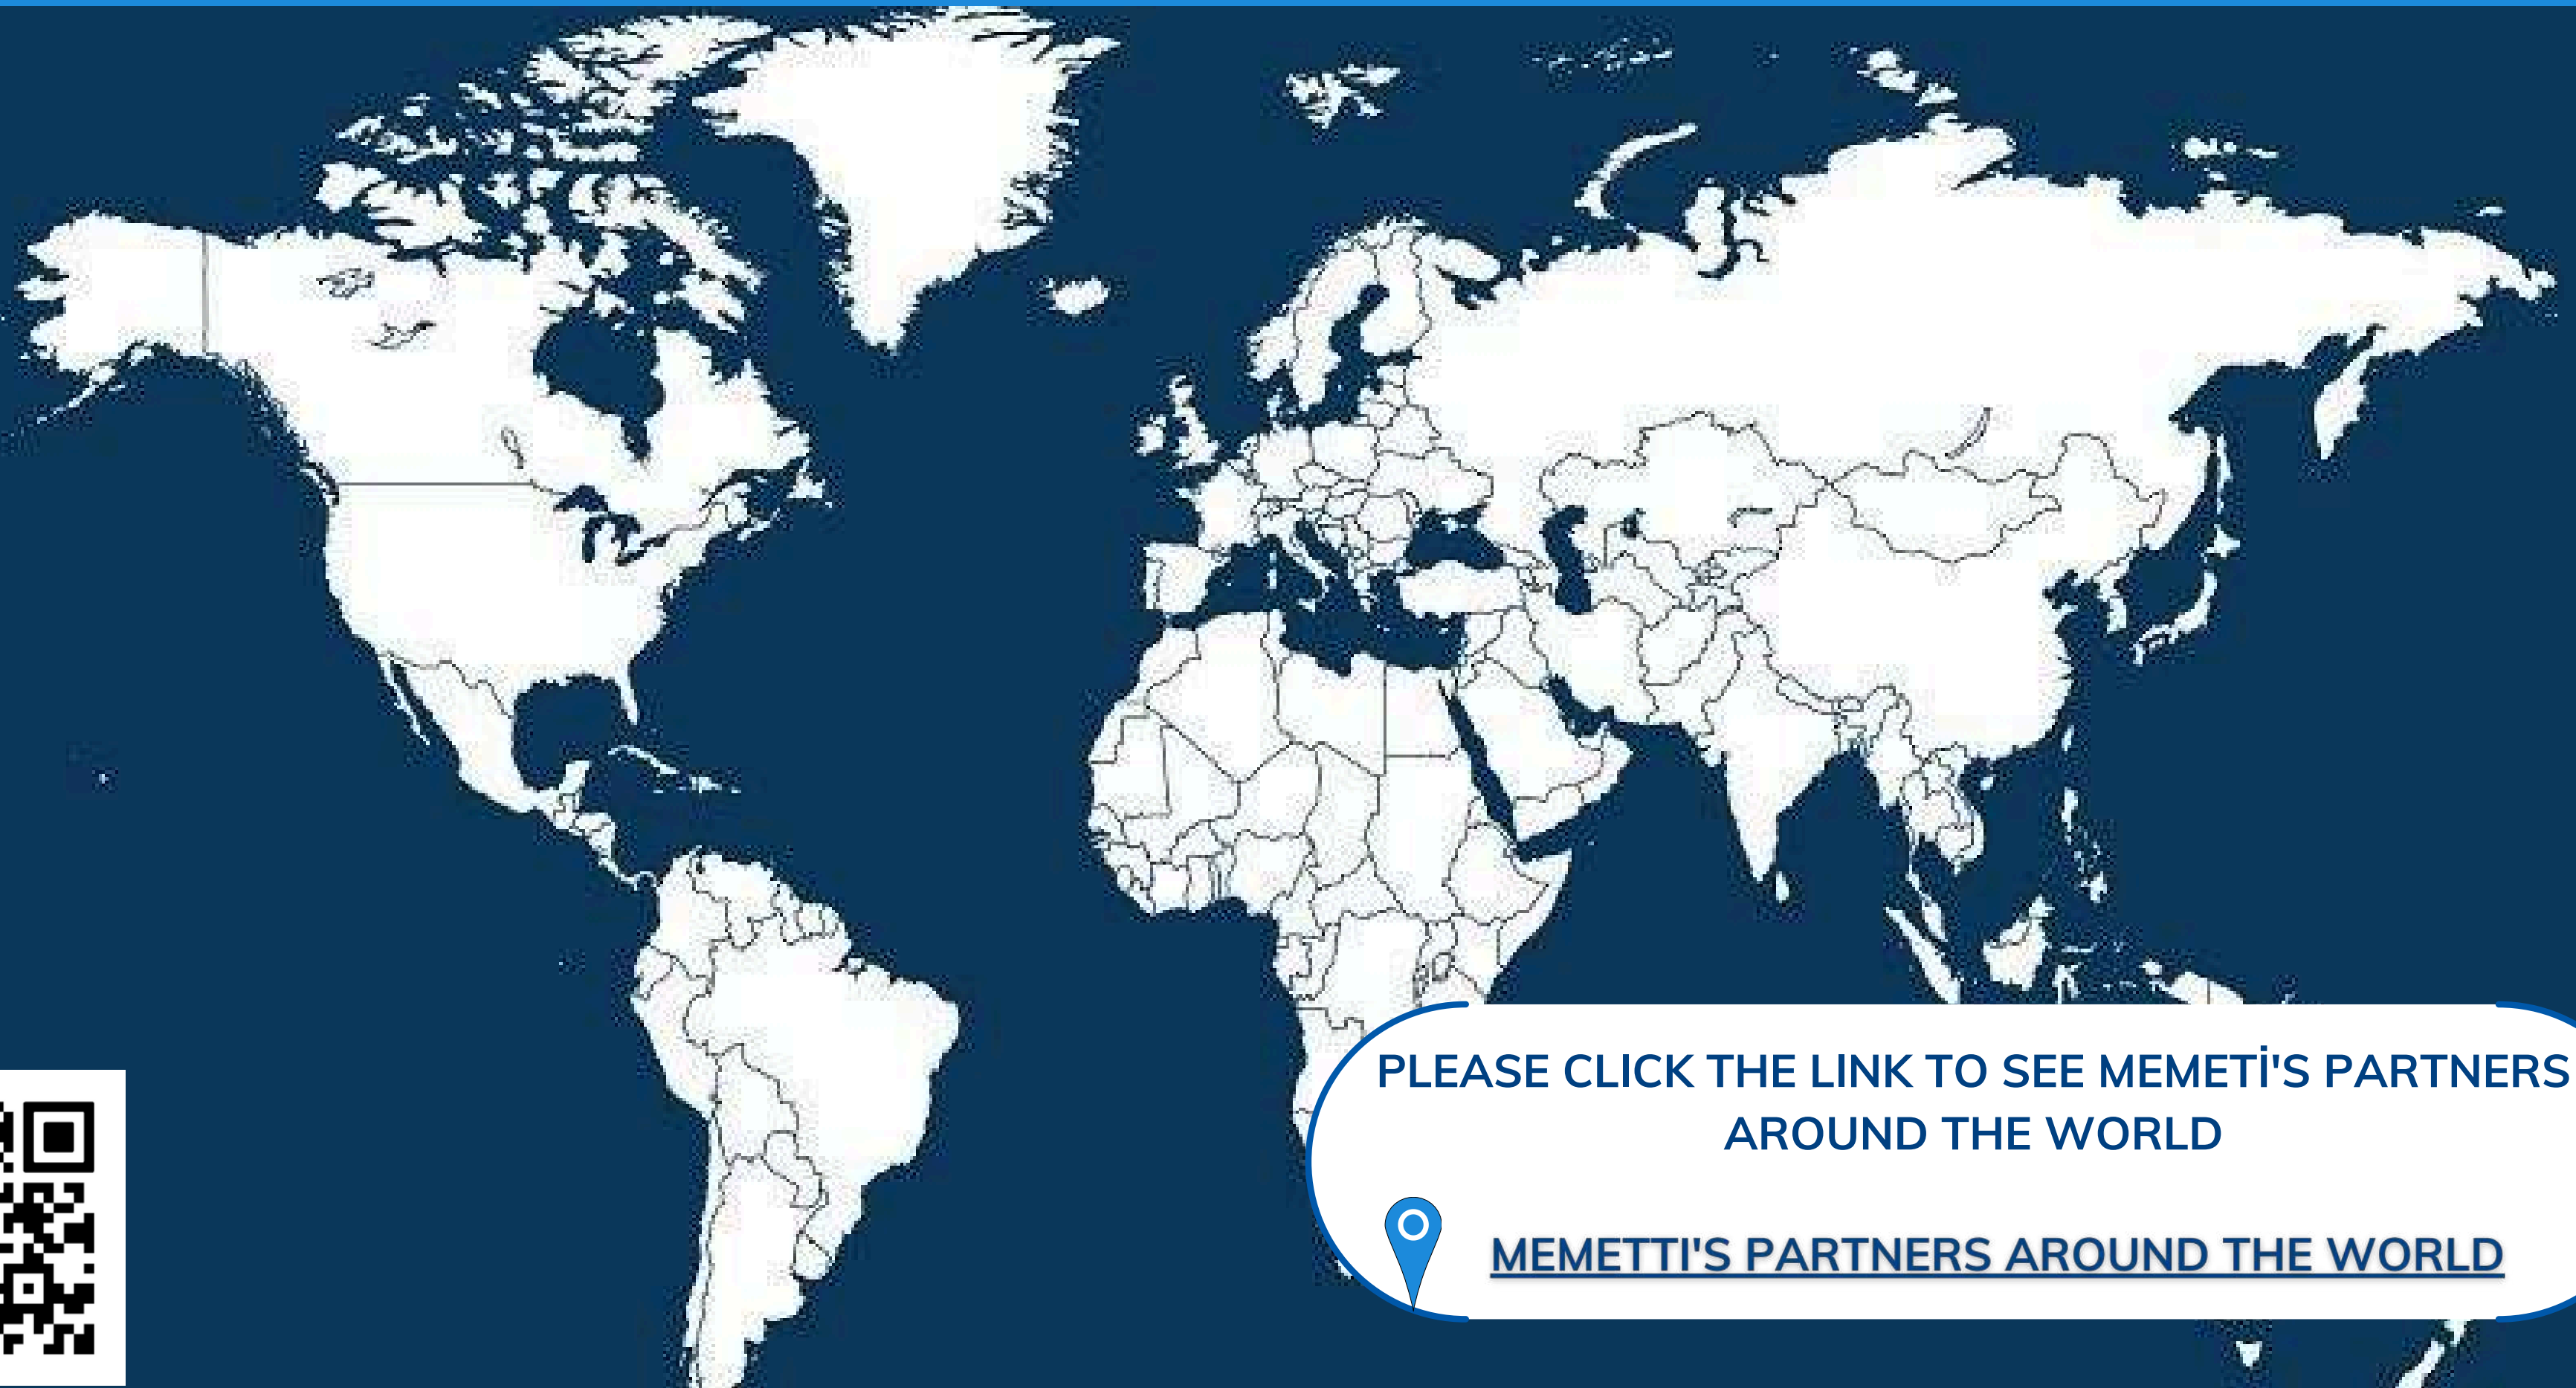 PLEASE CLICK THE LINK TO SEE MEMETİ'S PARTNERS
AROUND THE WORLD
MEMETTI'S PARTNERS AROUND THE WORLD